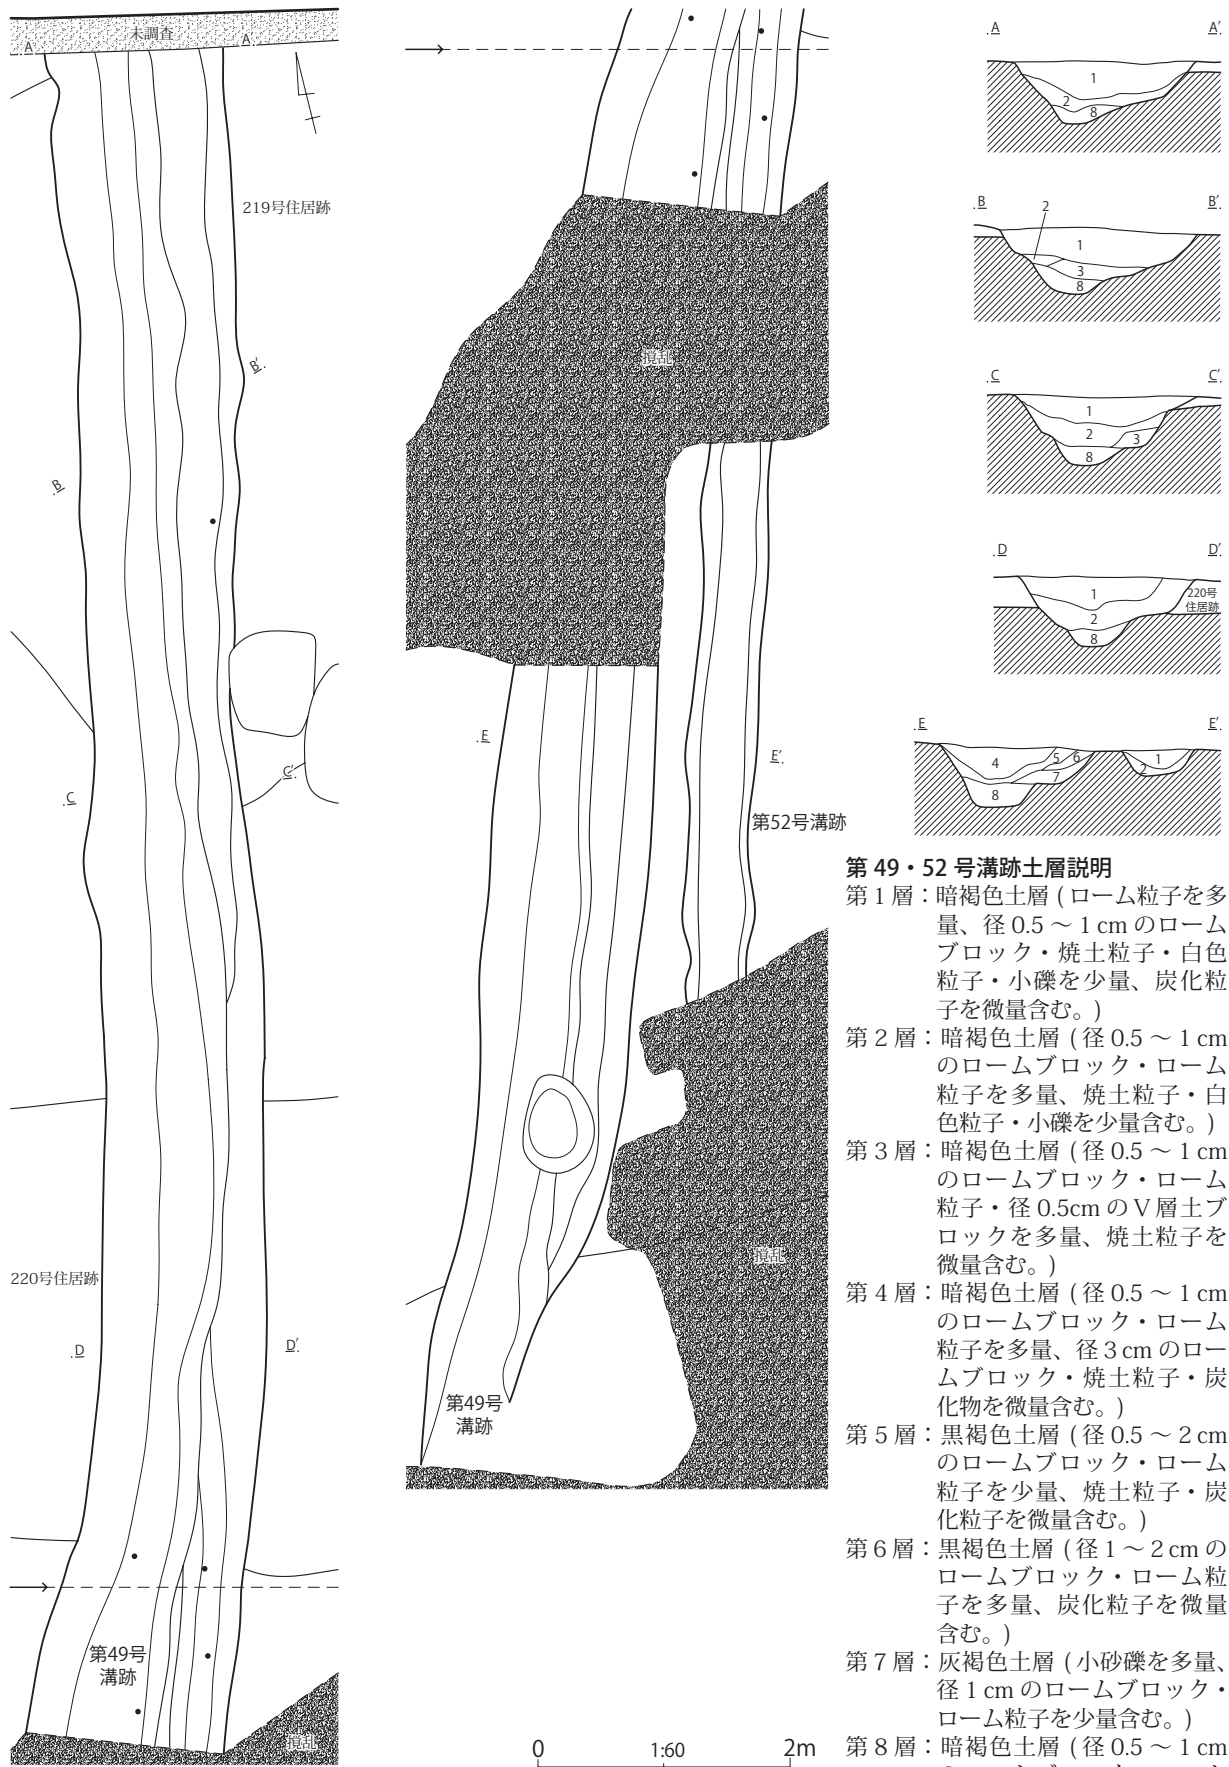 未調査
A
A′
219号住居跡
B′
B
C′
C
220号住居跡
D
D′
第49号
溝跡
攪乱
攪乱
E
E′
第52号溝跡
攪乱
第49号
溝跡
0
1:60
2m
A
A′
1
2
8
B
B′
2
1
3
8
C
C′
1
2
3
8
D
D′
1
2
8
220号
住居跡
E
E′
4
5
6
7
8
1
2
第 49・52 号溝跡土層説明
第１層：暗褐色土層 ( ローム粒子を多
量、径 0.5 ～ 1 cm のローム
ブロック・焼土粒子・白色
粒子・小礫を少量、炭化粒
子を微量含む。)
第２層：暗褐色土層 ( 径 0.5 ～ 1 cm
のロームブロック・ローム
粒子を多量、焼土粒子・白
色粒子・小礫を少量含む。)
第３層：暗褐色土層 ( 径 0.5 ～ 1 cm
のロームブロック・ローム
粒子・径 0.5cm のⅤ層土ブ
ロックを多量、焼土粒子を
微量含む。)
第４層：暗褐色土層 ( 径 0.5 ～ 1 cm
のロームブロック・ローム
粒子を多量、径３cm のロー
ムブロック・焼土粒子・炭
化物を微量含む。)
第５層：黒褐色土層 ( 径 0.5 ～ 2 cm
のロームブロック・ローム
粒子を少量、焼土粒子・炭
化粒子を微量含む。)
第６層：黒褐色土層 ( 径１～２cm の
ロームブロック・ローム粒
子を多量、炭化粒子を微量
含む。)
第７層：灰褐色土層 ( 小砂礫を多量、
径１cm のロームブロック・
ローム粒子を少量含む。)
第８層：暗褐色土層 ( 径 0.5 ～ 1 cm